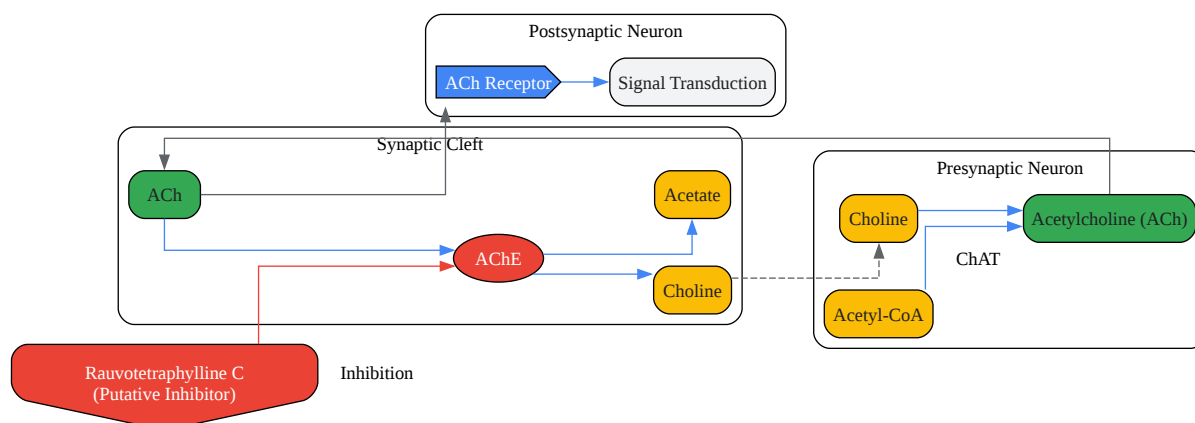 Postsynaptic Neuron
ACh Receptor
Signal Transduction
Synaptic Cleft
ACh
Acetate
AChE
Choline
Presynaptic Neuron
Choline
Acetylcholine (ACh)
ChAT
Acetyl-CoA
Rauvotetraphylline C
(Putative Inhibitor)
Inhibition